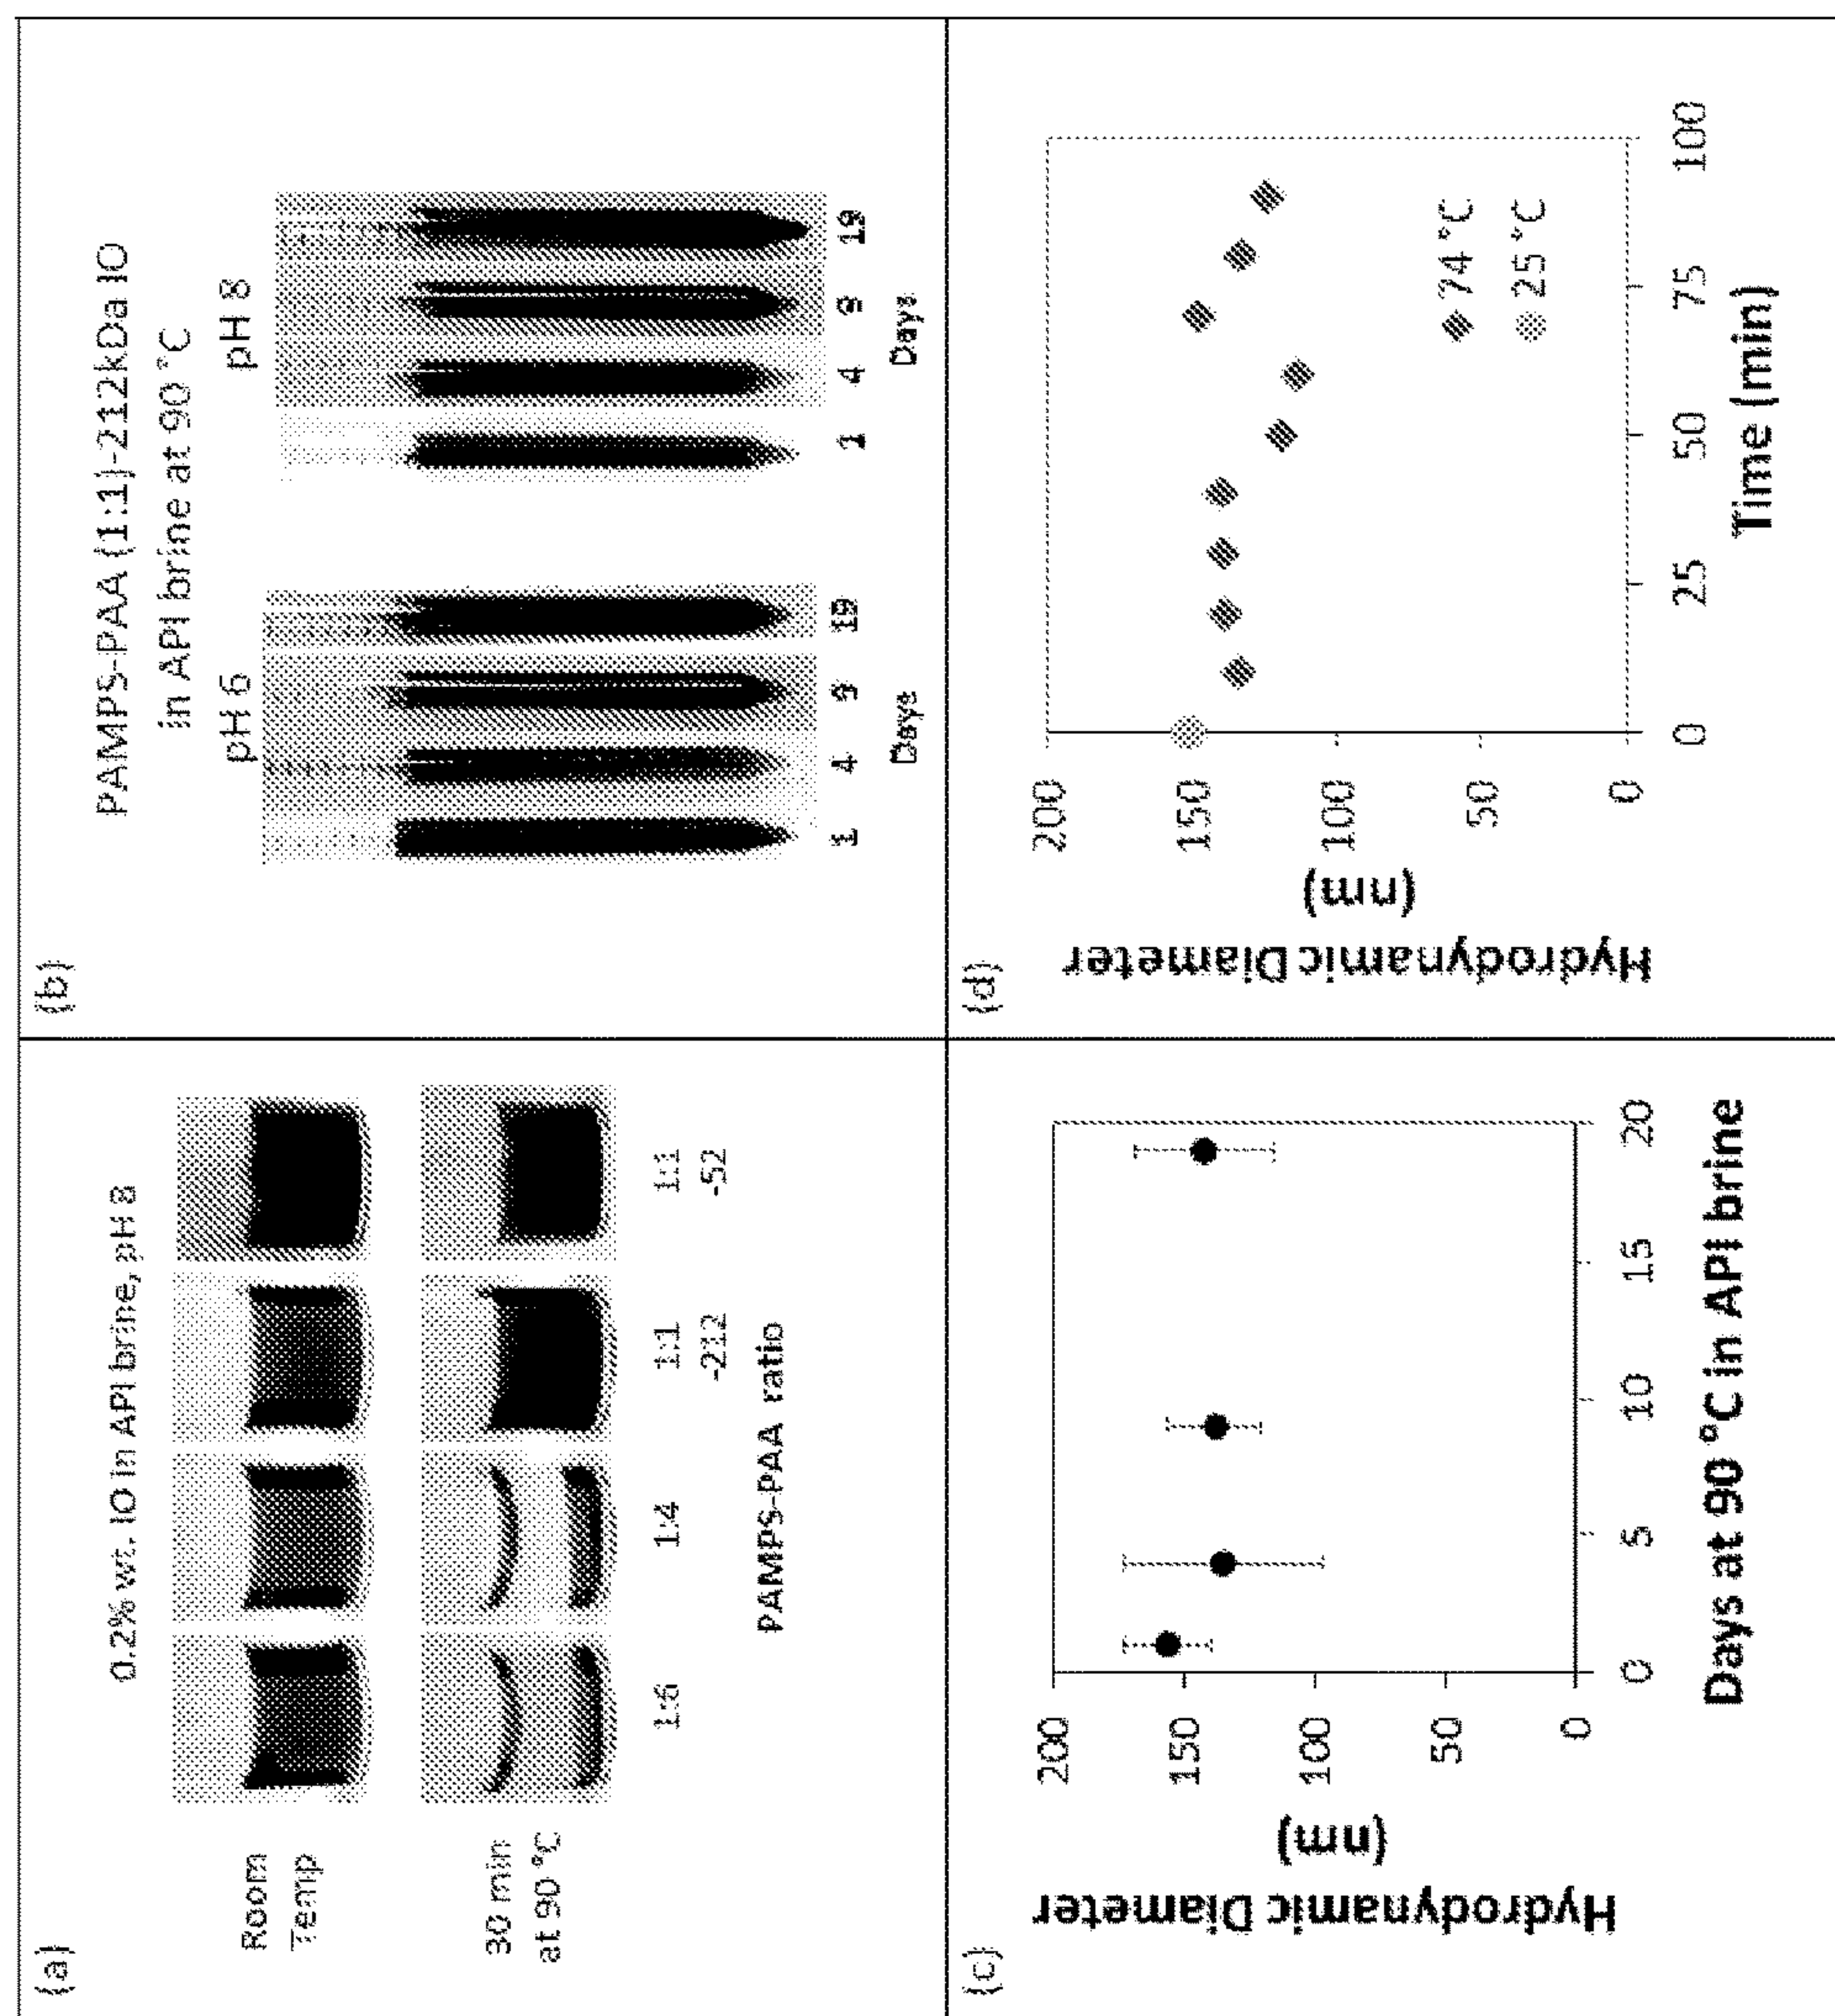 (a)
0.2% wt. IO in API brine, pH 8
Room
Temp
30 min
at 90 °C
1:6
1:4
1:1
-212
1:1
-52
PAMPS-PAA ratio
(b)
PAMPS-PAA (1:1)-212kDa IO
in API brine at 90 °C
pH 6
pH 8
1
4
9
19
1
4
9
19
Days
Days
(c)
Hydrodynamic Diameter
(nm)
200
150
100
50
0
0
5
10
15
20
Days at 90 °C in API brine
(d)
Hydrodynamic Diameter
(nm)
200
150
100
50
0
74 °C
25 °C
0
25
50
75
100
Time (min)